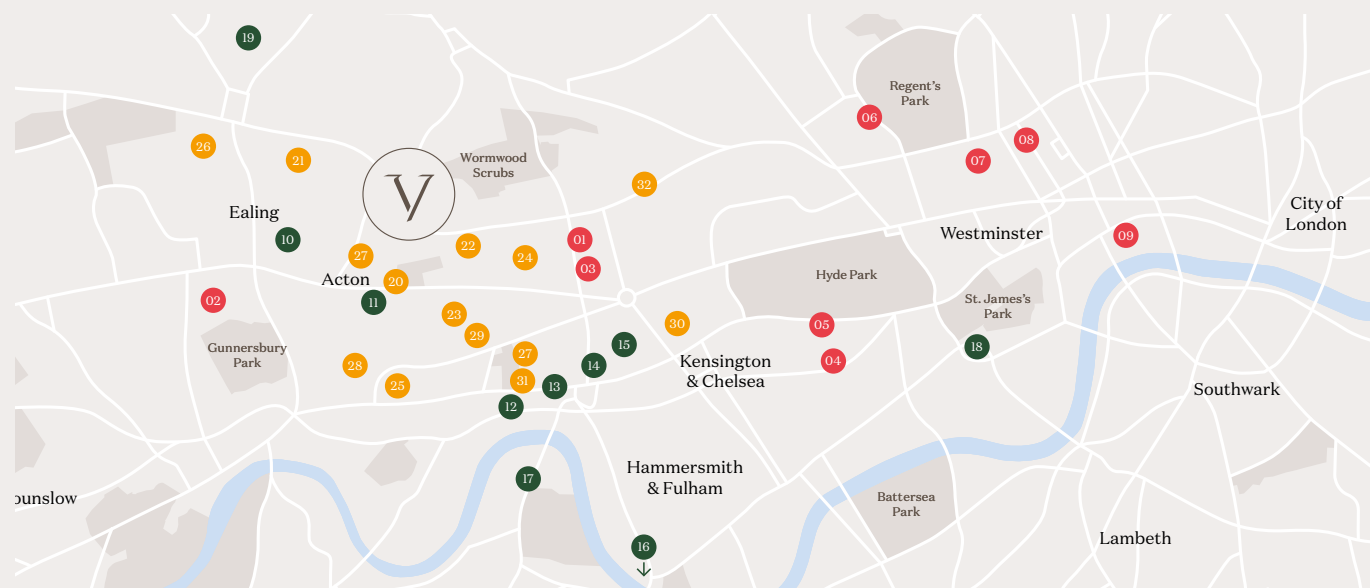 19
Regent's
Park
06
08
26
21
Wormwood
Scrubs
07
V
32
Ealing
City of
London
10
01
Westminster
09
27
22
24
03
Acton
20
Hyde Park
11
02
St. James's
Park
23
30
05
29
15
18
Gunnersbury
Park
27
28
14
04
Kensington
& Chelsea
25
31
13
Southwark
12
Hammersmith
& Fulham
17
ounslow
Battersea
Park
16
Lambeth